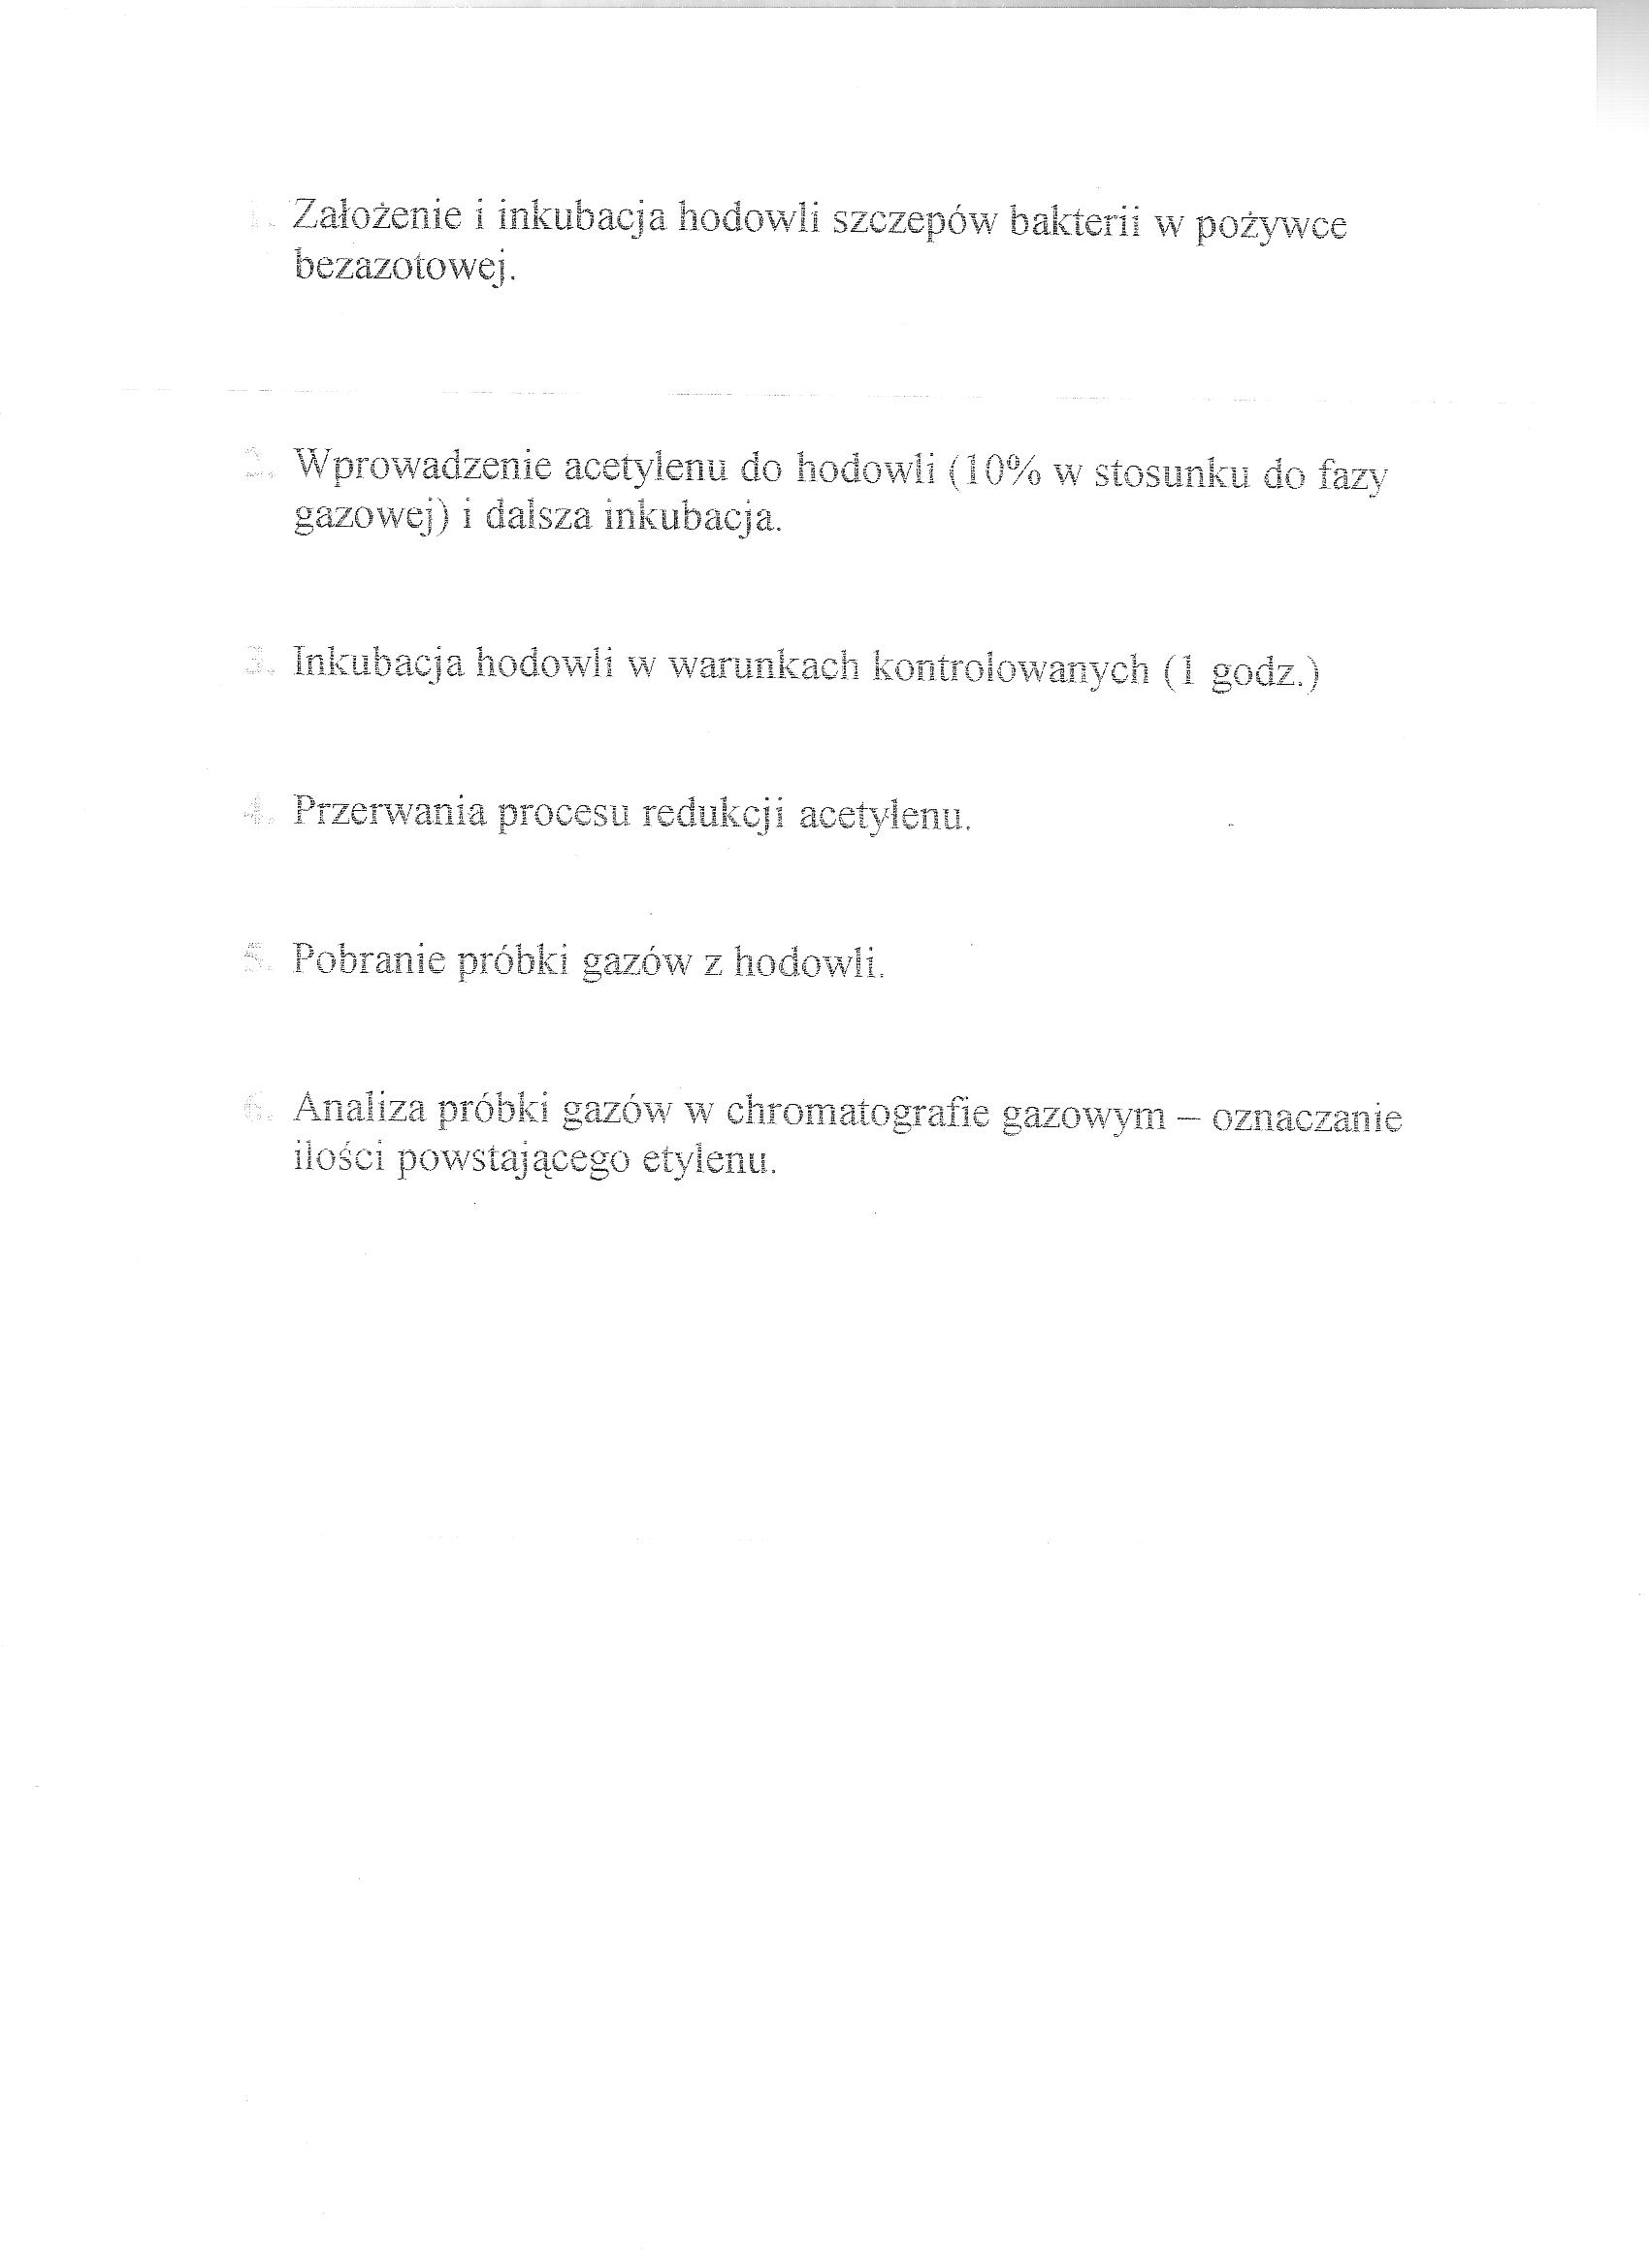 1. Założenie i inkubacja hodowli szczepów bakterii w pożywce
bezazotowej.
2. Wprowadzenie acetylenu do hodowli (10% w stosunku do fazy
gazowej) i dalsza inkubacja.
3. Inkubacja hodowli w warunkach kontrolowanych (1 godz.)
4. Przerwania procesu redukcji acetylenu.
5. Pobranie próbki gazów z hodowli.
6. Analiza próbki gazów w chromatografie gazowym – oznaczanie
ilości powstającego etylenu.